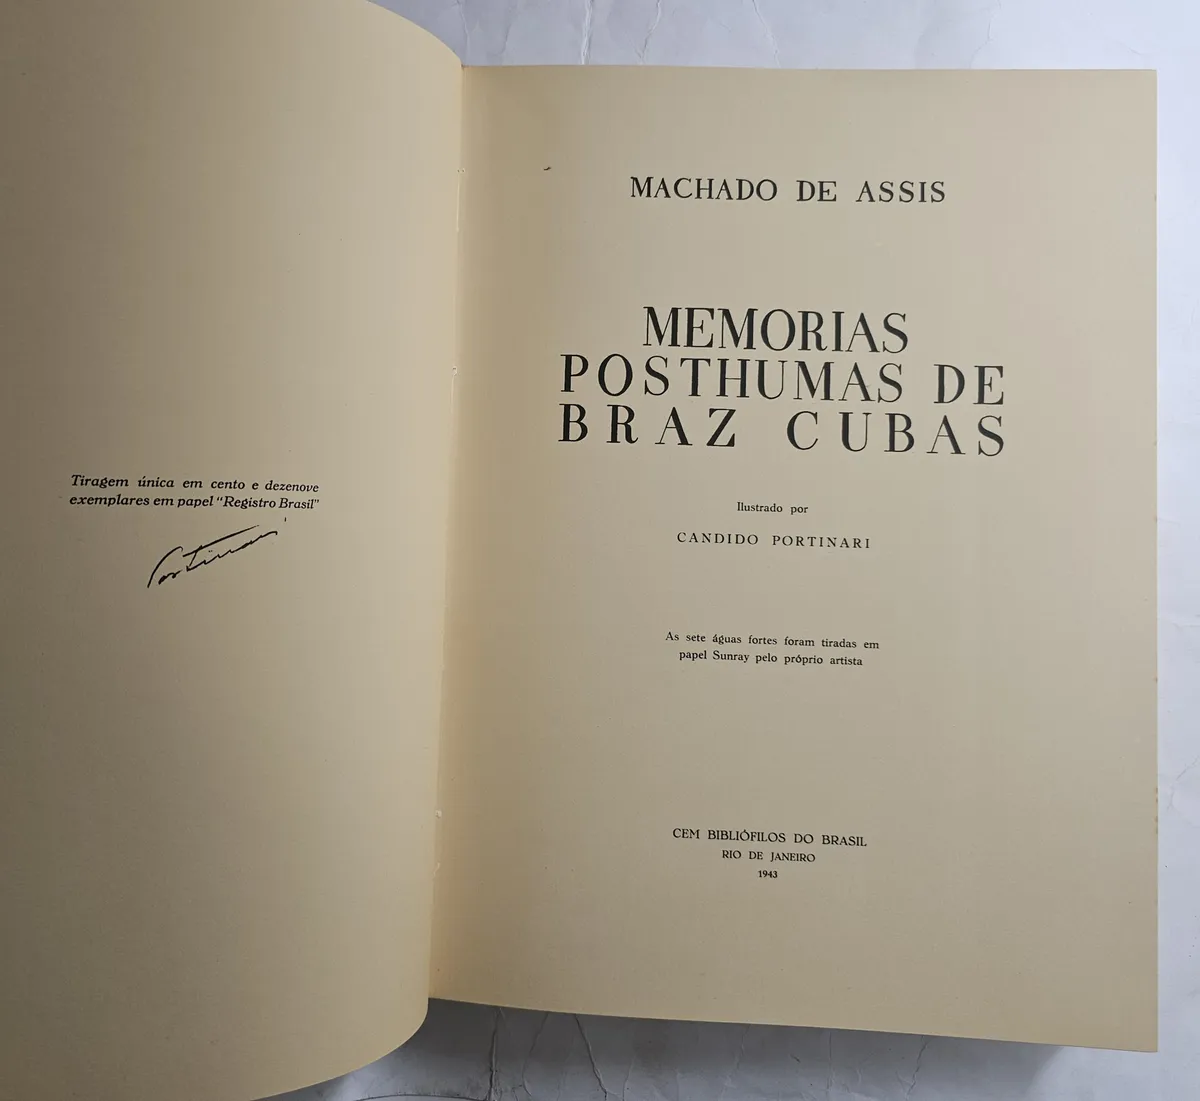 Tiragem única em cento e dezenove
exemplares em papel "Registro Brasil"
Portinari
MACHADO DE ASSIS
MEMORIAS
POSTHUMAS DE
BRAZ CUBAS
Ilustrado por
CANDIDO PORTINARI
As sete águas fortes foram tiradas em
papel Sunray pelo próprio artista
CEM BIBLIÓFILOS DO BRASIL
RIO DE JANEIRO
1943